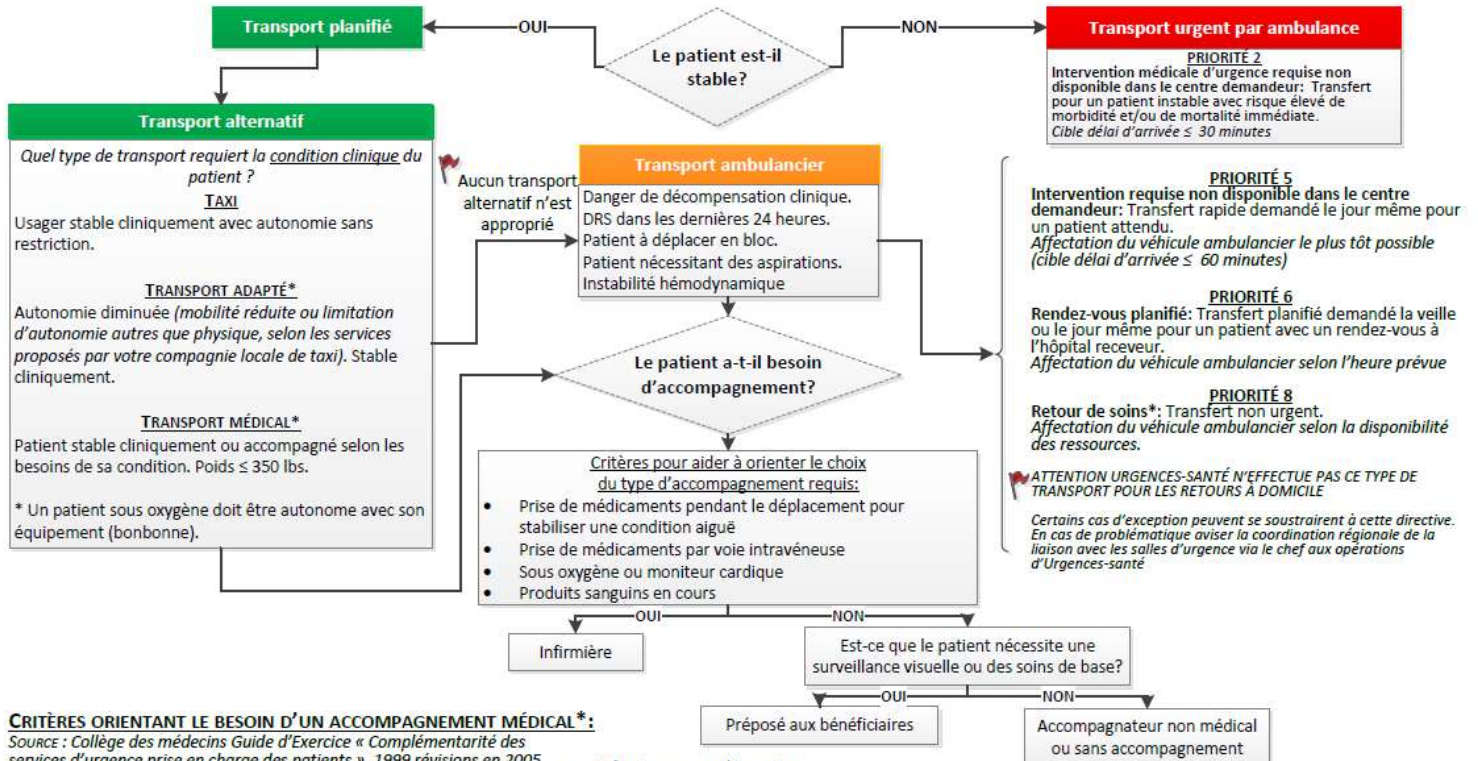 Transport planifié
OUI
Le patient est-il
stable?
NON
Transport urgent par ambulance
PRIORITÉ 2
Intervention médicale d'urgence requise non
disponible dans le centre demandeur: Transfert
pour un patient instable avec risque élevé de
morbidité et/ou de mortalité immédiate.
Cible délai d'arrivée ≤ 30 minutes
Transport alternatif
Quel type de transport requiert la condition clinique du
patient ?
TAXI
Usager stable cliniquement avec autonomie sans
restriction.
TRANSPORT ADAPTÉ*
Autonomie diminuée (mobilité réduite ou limitation
d'autonomie autres que physique, selon les services
proposés par votre compagnie locale de taxi). Stable
cliniquement.
TRANSPORT MÉDICAL*
Patient stable cliniquement ou accompagné selon les
besoins de sa condition. Poids ≤ 350 lbs.
* Un patient sous oxygène doit être autonome avec son
équipement (bonbonne).
Aucun transport
alternatif n'est
approprié
Transport ambulancier
Danger de décompensation clinique.
DRS dans les dernières 24 heures.
Patient à déplacer en bloc.
Patient nécessitant des aspirations.
Instabilité hémodynamique
PRIORITÉ 5
Intervention requise non disponible dans le centre
demandeur: Transfert rapide demandé le jour même pour
un patient attendu.
Affectation du véhicule ambulancier le plus tôt possible
(cible délai d'arrivée ≤ 60 minutes)
PRIORITÉ 6
Rendez-vous planifié: Transfert planifié demandé la veille
ou le jour même pour un patient avec un rendez-vous à
l'hôpital receveur.
Affectation du véhicule ambulancier selon l'heure prévue
PRIORITÉ 8
Retour de soins*: Transfert non urgent.
Affectation du véhicule ambulancier selon la disponibilité
des ressources.
ATTENTION URGENCES-SANTÉ N'EFFECTUE PAS CE TYPE DE
TRANSPORT POUR LES RETOURS À DOMICILE
Certains cas d'exception peuvent se soustrairent à cette directive.
En cas de problématique aviser la coordination régionale de la
liaison avec les salles d'urgence via le chef aux opérations
d'Urgences-santé
Le patient a-t-il besoin
d'accompagnement?
Critères pour aider à orienter le choix
du type d'accompagnement requis:
• Prise de médicaments pendant le déplacement pour
stabiliser une condition aiguë
• Prise de médicaments par voie intravéneuse
• Sous oxygène ou moniteur cardique
• Produits sanguins en cours
OUI
NON
Infirmière
Est-ce que le patient nécessite une
surveillance visuelle ou des soins de base?
OUI
NON
Préposé aux bénéficiaires
Accompagnateur non médical
ou sans accompagnement
CRITÈRES ORIENTANT LE BESOIN D'UN ACCOMPAGNEMENT MÉDICAL*:
SOURCE : Collège des médecins Guide d'Exercice « Complémentarité des
services d'urgence prise en charge des patients », 1999 révisions en 2005